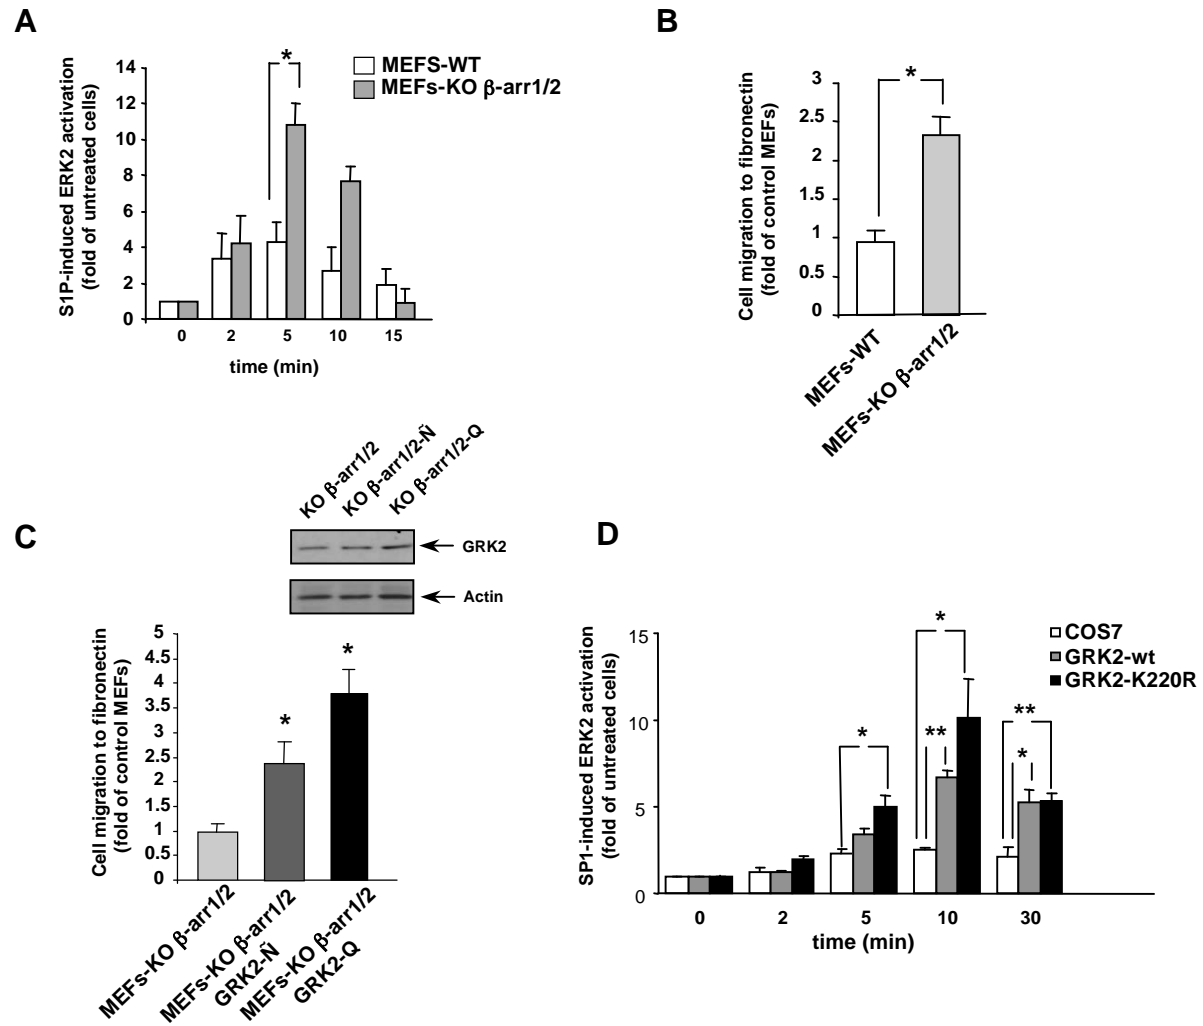 A
S1P-induced ERK2 activation
(fold of untreated cells)
14
12
10
8
6
4
2
0
*
MEFS-WT
MEFs-KO β-arr1/2
0 2 5 10 15
time (min)
B
Cell migration to fibronectin
(fold of control MEFs)
3
2.5
2
1.5
1
0.5
0
*
MEFs-WT
MEFs-KO β-arr1/2
C
KO β-arr1/2
KO β-arr1/2-Ñ
KO β-arr1/2-Q
GRK2
Actin
Cell migration to fibronectin
(fold of control MEFs)
5
4.5
4
3.5
3
2.5
2
1.5
1
0.5
0
*
*
MEFs-KO β-arr1/2
MEFs-KO β-arr1/2
GRK2-Ñ
MEFs-KO β-arr1/2
GRK2-Q
D
SP1-induced ERK2 activation
(fold of untreated cells)
15
10
5
0
*
*
**
**
*
COS7
GRK2-wt
GRK2-K220R
0 2 5 10 30
time (min)